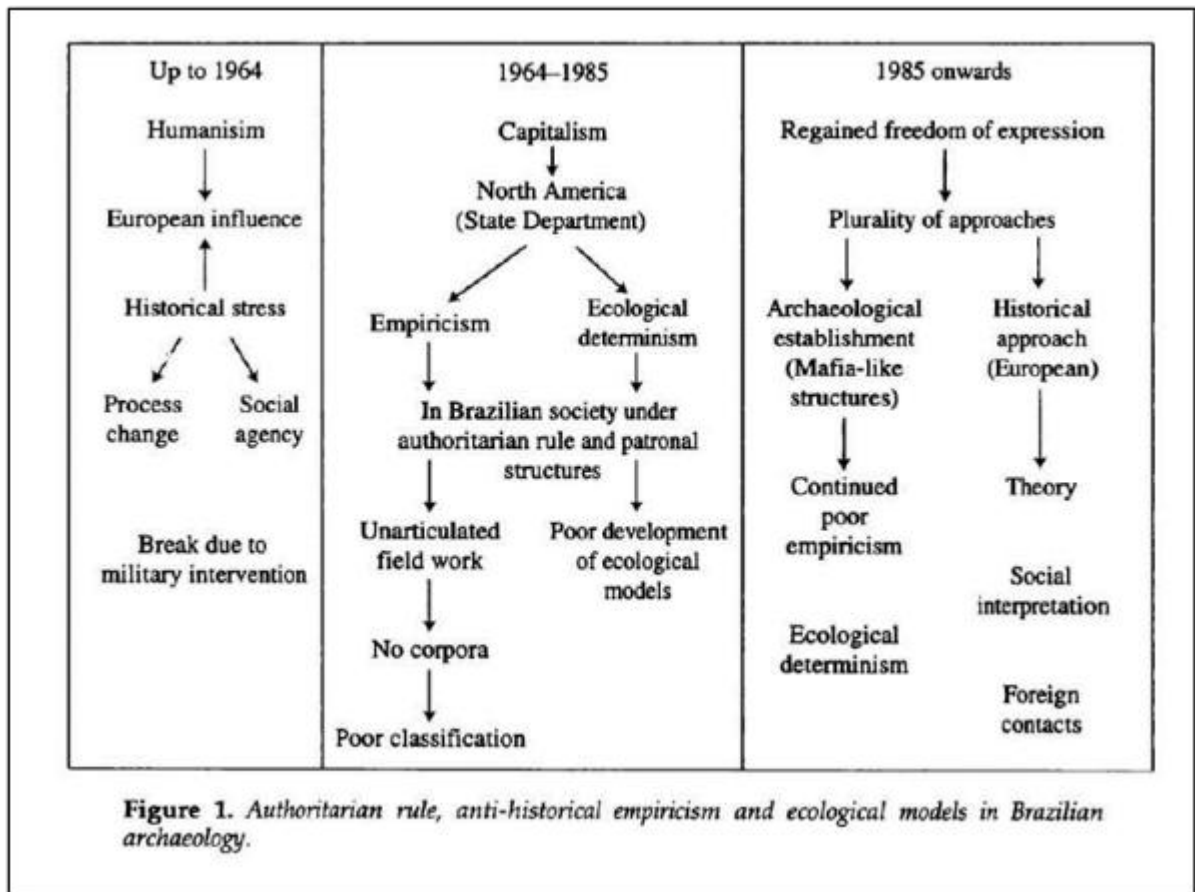 Up to 1964
Humanisim
European influence
Historical stress
Process
change
Social
agency
Break due to
military intervention
1964–1985
Capitalism
North America
(State Department)
Empiricism
Ecological
determinism
In Brazilian society under
authoritarian rule and patronal
structures
Unarticulated
field work
Poor development
of ecological
models
No corpora
Poor classification
1985 onwards
Regained freedom of expression
Plurality of approaches
Archaeological
establishment
(Mafia-like
structures)
Historical
approach
(European)
Continued
poor
empiricism
Theory
Social
interpretation
Ecological
determinism
Foreign
contacts
Figure 1. Authoritarian rule, anti-historical empiricism and ecological models in Brazilian
archaeology.